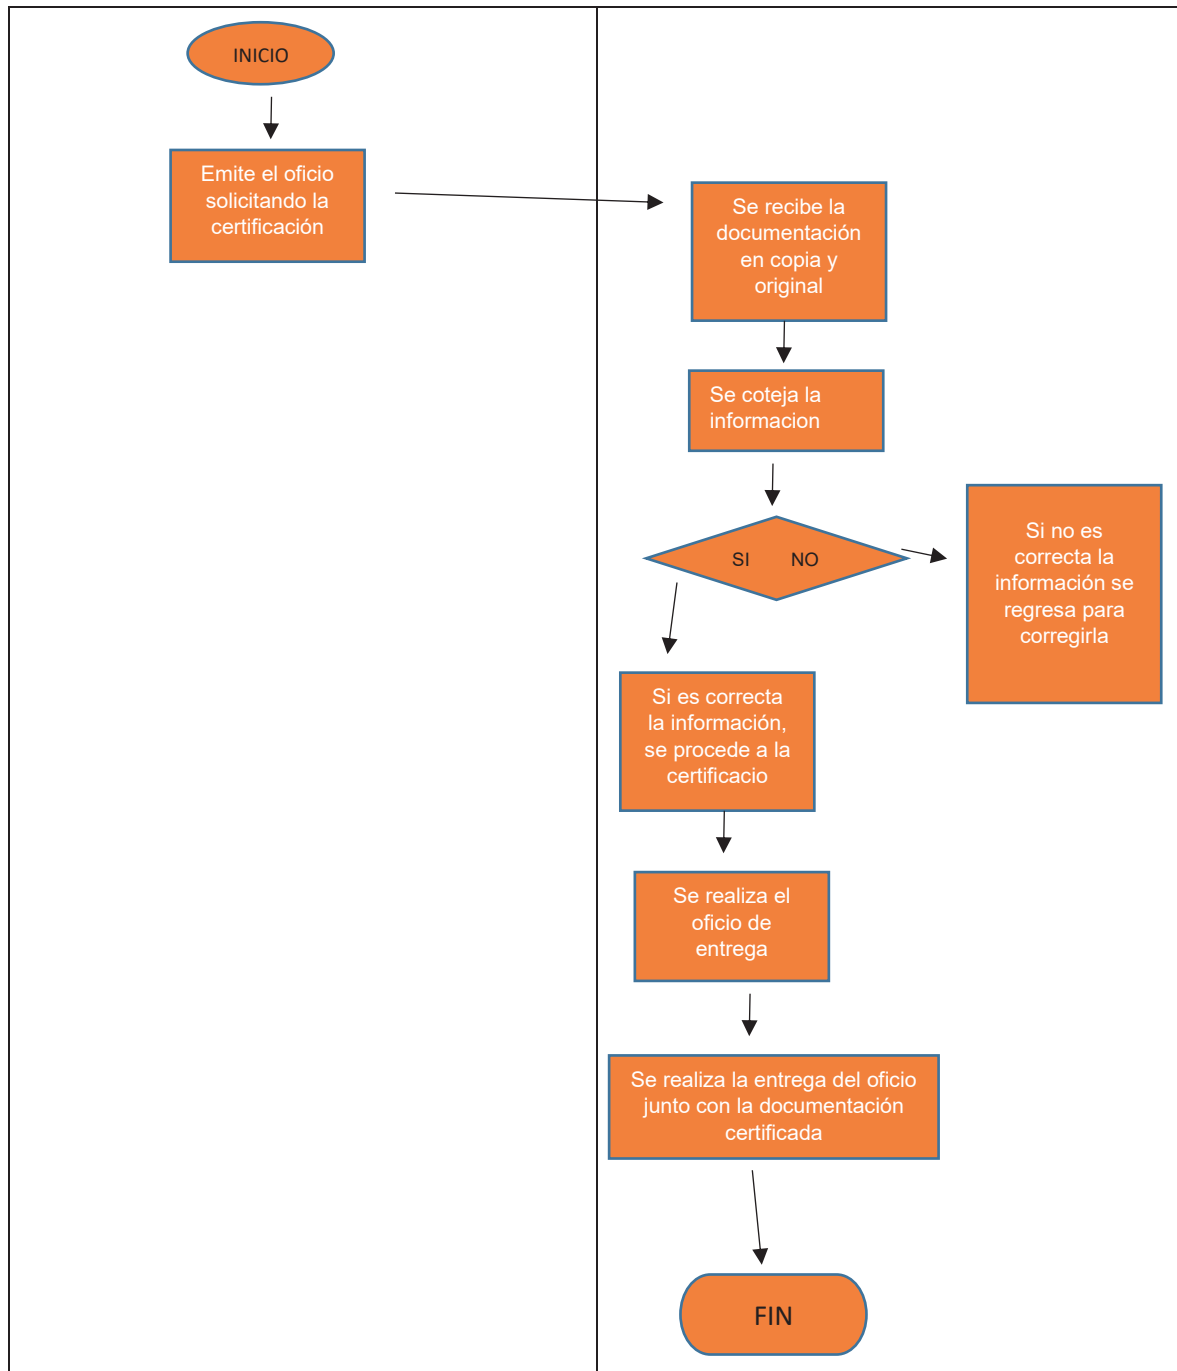 INICIO
Emite el oficio
solicitando la
certificación
Se recibe la
documentación
en copia y
original
Se coteja la
informacion
SI NO
Si no es
correcta la
información se
regresa para
corregirla
Si es correcta
la información,
se procede a la
certificacio
Se realiza el
oficio de
entrega
Se realiza la entrega del oficio
junto con la documentación
certificada
FIN